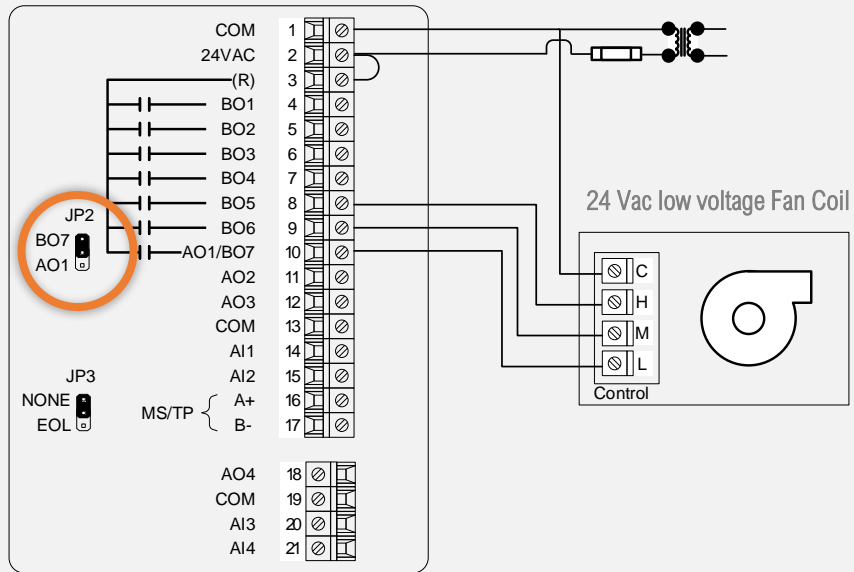 COM 1
24VAC 2
(R) 3
BO1 4
BO2 5
BO3 6
BO4 7
BO5 8
BO6 9
AO1/BO7 10
AO2 11
AO3 12
COM 13
AI1 14
AI2 15
MS/TP
A+ 16
B- 17
AO4 18
COM 19
AI3 20
AI4 21
JP2
BO7
AO1
JP3
NONE
EOL
24 Vac low voltage Fan Coil
C
H
M
L
Control